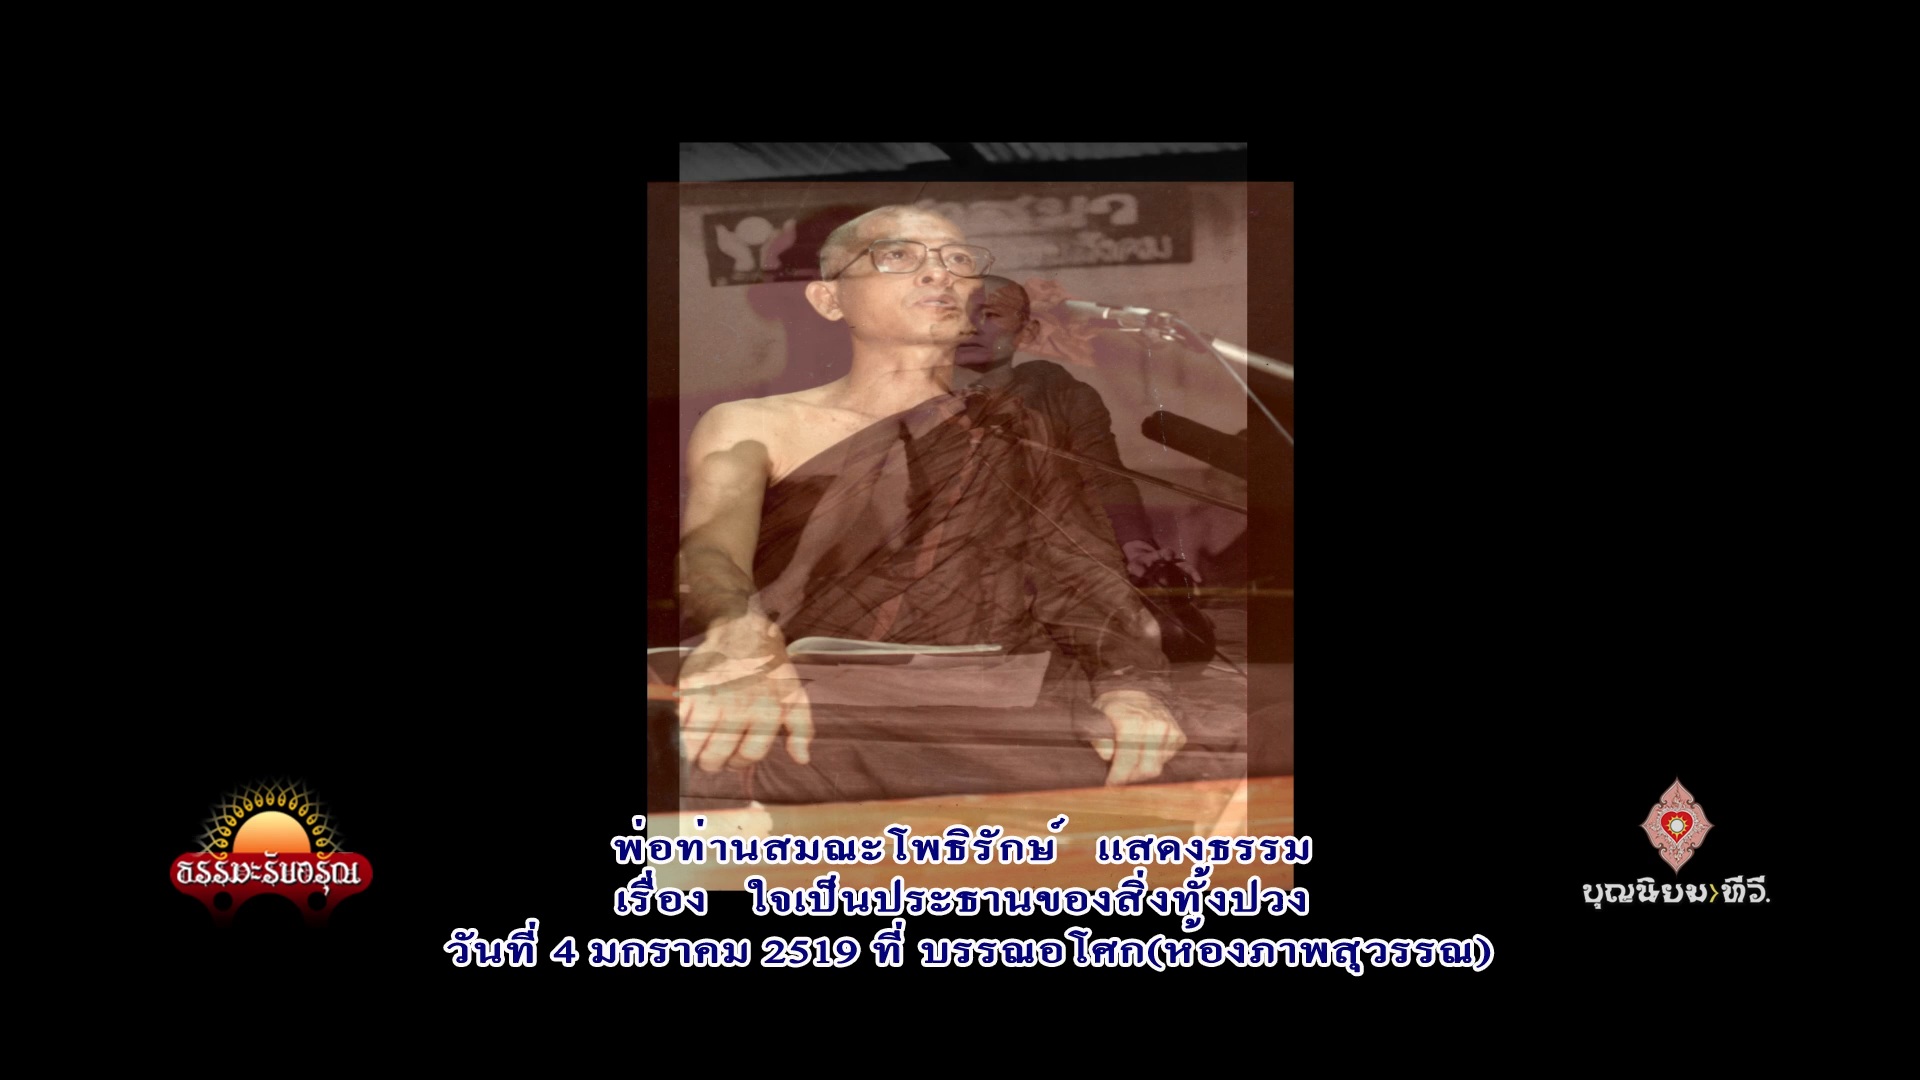 พ่อท่านสมณะโพธิรักษ์ แสดงธรรม
เรื่อง ใจเป็นประธานของสิ่งทั้งปวง
วันที่ 4 มกราคม 2519 ที่ บรรณอโศก(ห้องภาพสุวรรณ)
ธรรมะรับอรุณ
บุญนิยม>ทีวี.